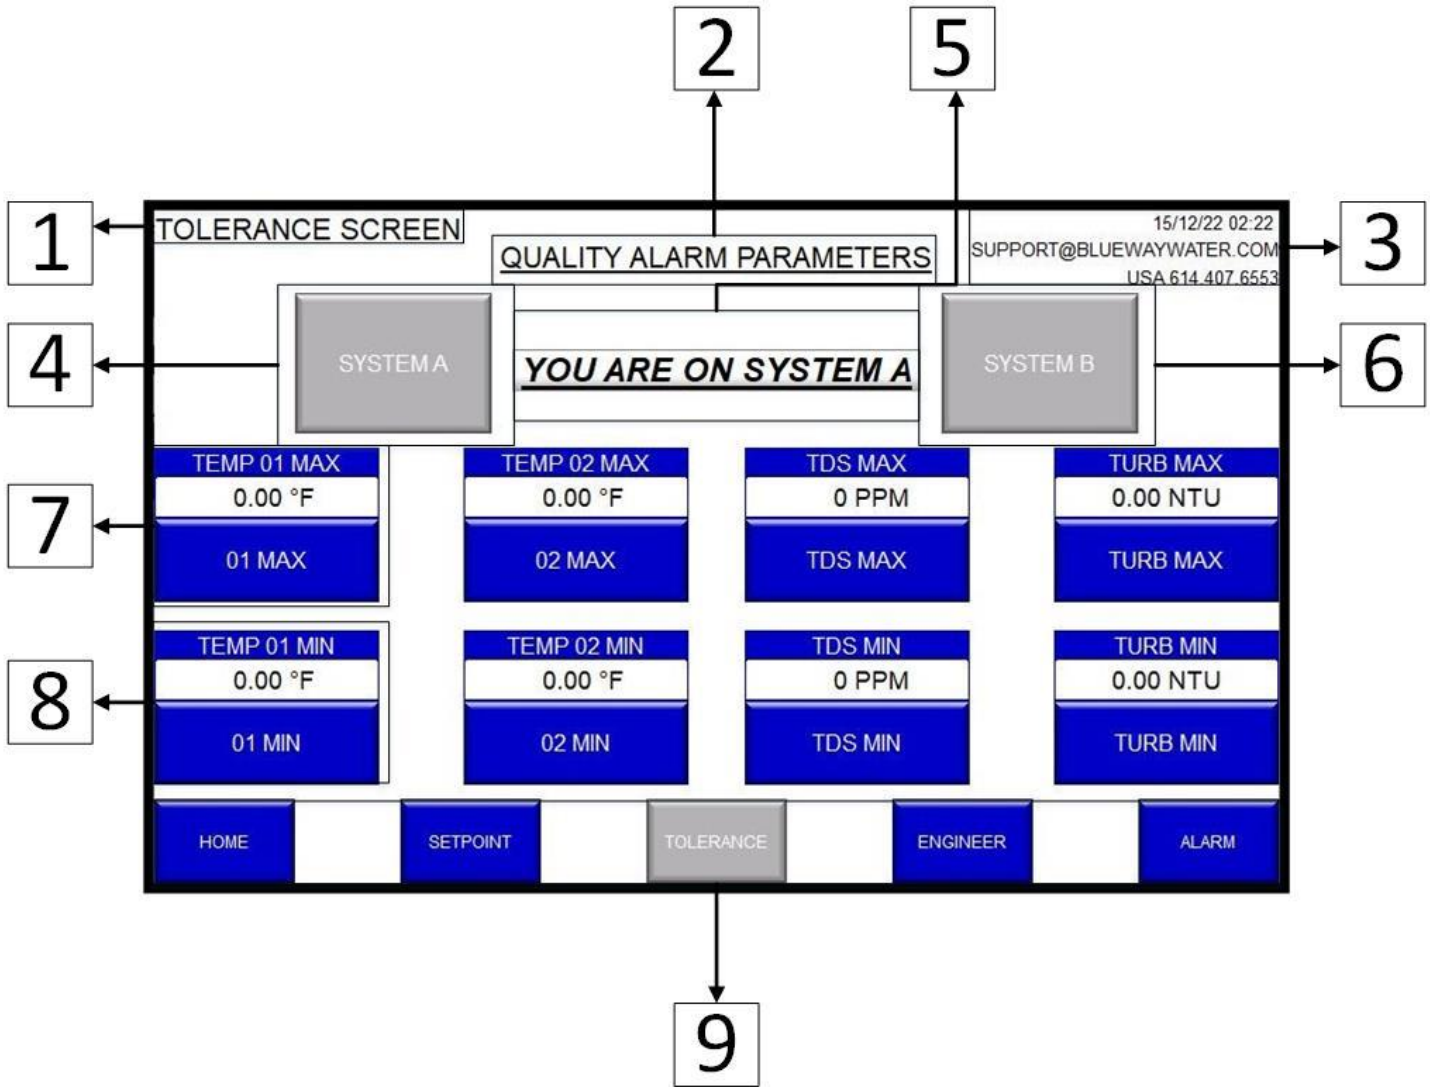 2
5
1
TOLERANCE SCREEN
15/12/22 02:22
3
QUALITY ALARM PARAMETERS
SUPPORT@BLUEWAYWATER.COM
USA 614.407.6553
4
SYSTEM A
YOU ARE ON SYSTEM A
SYSTEM B
6
7
TEMP 01 MAX
0.00 °F
01 MAX
TEMP 02 MAX
0.00 °F
02 MAX
TDS MAX
0 PPM
TDS MAX
TURB MAX
0.00 NTU
TURB MAX
8
TEMP 01 MIN
0.00 °F
01 MIN
TEMP 02 MIN
0.00 °F
02 MIN
TDS MIN
0 PPM
TDS MIN
TURB MIN
0.00 NTU
TURB MIN
HOME
SETPOINT
TOLERANCE
ENGINEER
ALARM
9